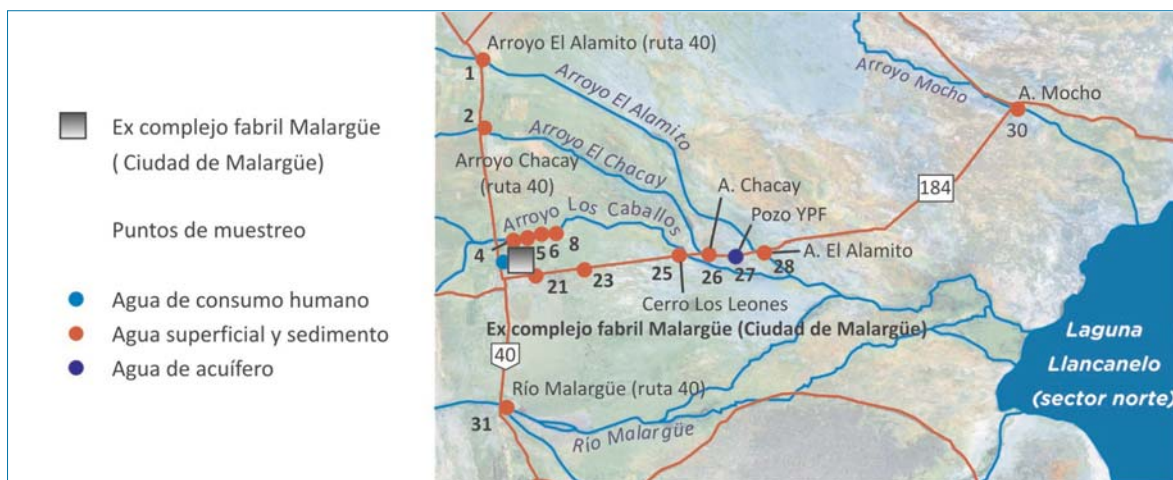 Ex complejo fabril Malargüe
( Ciudad de Malargüe)
Puntos de muestreo
Agua de consumo humano
Agua superficial y sedimento
Agua de acuífero
Arroyo El Alamito (ruta 40)
1
Arroyo El Alamito
Arroyo Mocho
A. Mocho
30
2
Arroyo El Chacay
Arroyo Chacay
(ruta 40)
184
A. Chacay
Pozo YPF
Arroyo Los Caballos
4
5
6
8
A. El Alamito
21
23
25
26
27
28
Cerro Los Leones
Ex complejo fabril Malargüe (Ciudad de Malargüe)
40
Laguna
Llancanelo
(sector norte)
Río Malargüe (ruta 40)
31
Río Malargüe